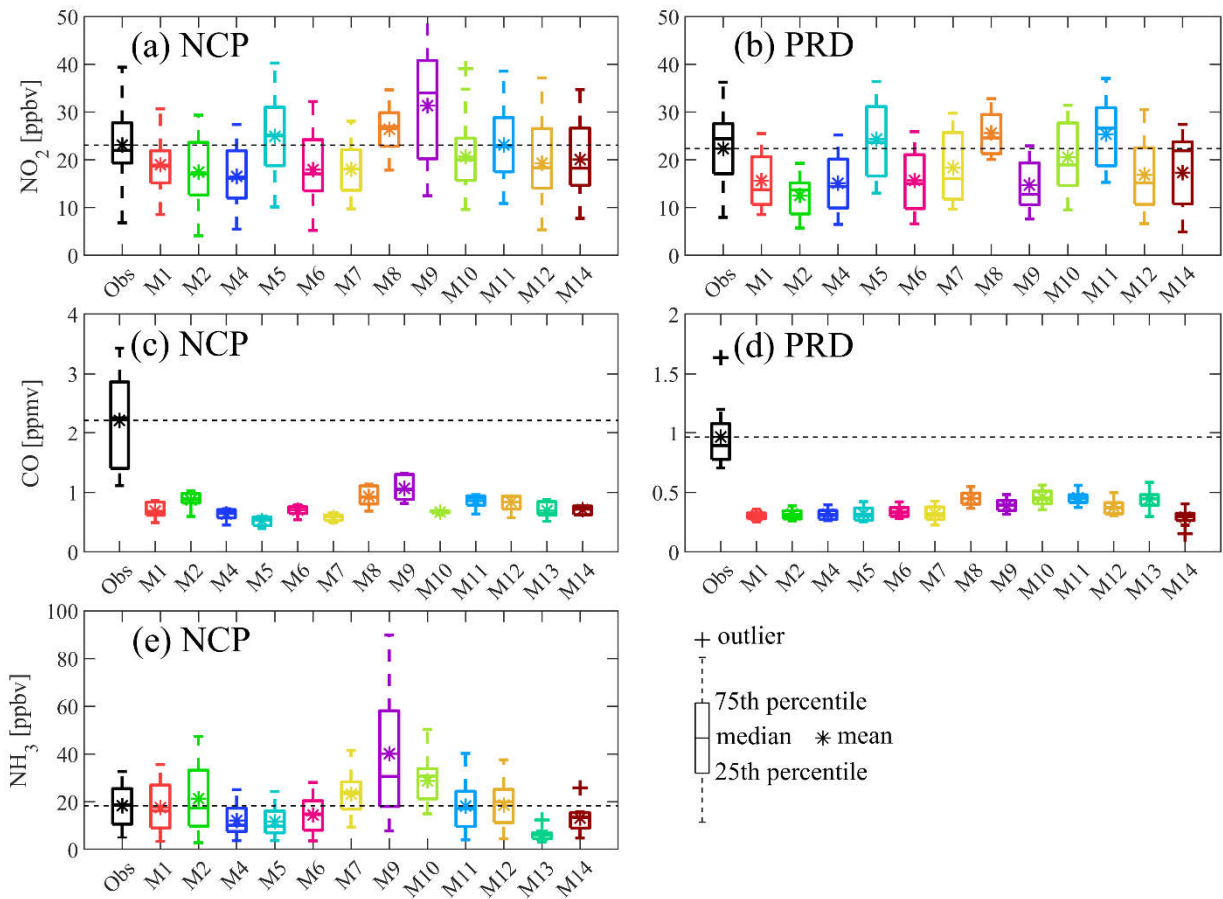 (a) NCP
NO2 [ppbv]
50
40
30
20
10
0
Obs M1 M2 M4 M5 M6 M7 M8 M9 M10 M11 M12 M14
(b) PRD
50
40
30
20
10
0
Obs M1 M2 M4 M5 M6 M7 M8 M9 M10 M11 M12 M14
(c) NCP
CO [ppmv]
4
3
2
1
0
Obs M1 M2 M4 M5 M6 M7 M8 M9 M10 M11 M12 M13 M14
(d) PRD
2
1.5
1
0.5
0
Obs M1 M2 M4 M5 M6 M7 M8 M9 M10 M11 M12 M13 M14
(e) NCP
NH3 [ppbv]
100
80
60
40
20
0
Obs M1 M2 M4 M5 M6 M7 M9 M10 M11 M12 M13 M14
outlier
75th percentile
median mean
25th percentile